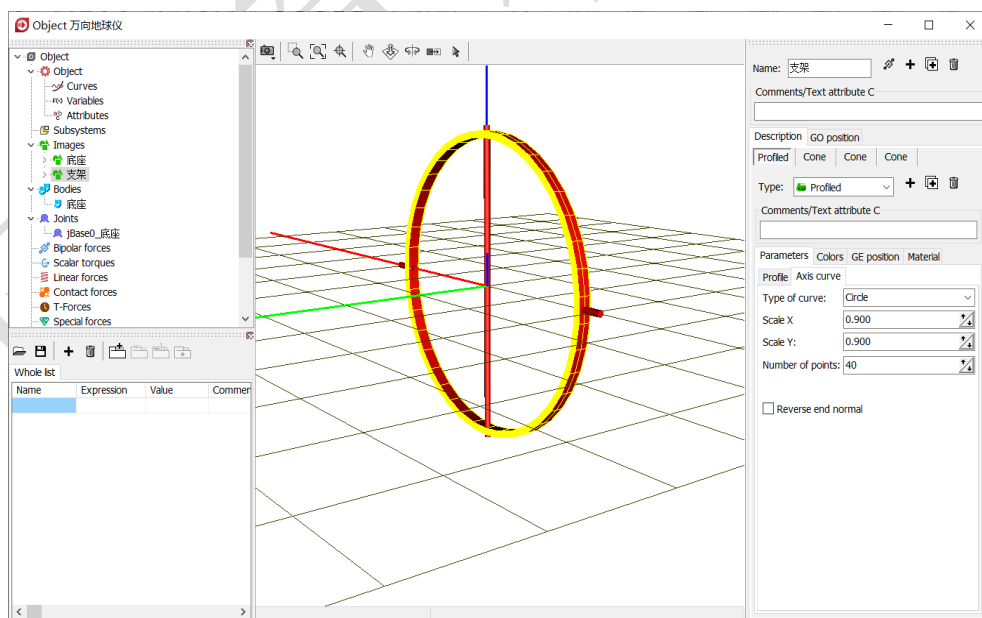 Object 万向地球仪
Object
Object
Curves
Variables
Attributes
Subsystems
Images
底座
支架
Bodies
底座
Joints
jBase0_底座
Bipolar forces
Scalar torques
Linear forces
Contact forces
T-Forces
Special forces
Whole list
Name Expression Value Commen
Name: 支架
Comments/Text attribute C
Description GO position
Profiled Cone Cone Cone
Type: Profiled
Comments/Text attribute C
Parameters Colors GE position Material
Profile Axis curve
Type of curve: Circle
Scale X 0.900
Scale Y: 0.900
Number of points: 40
Reverse end normal